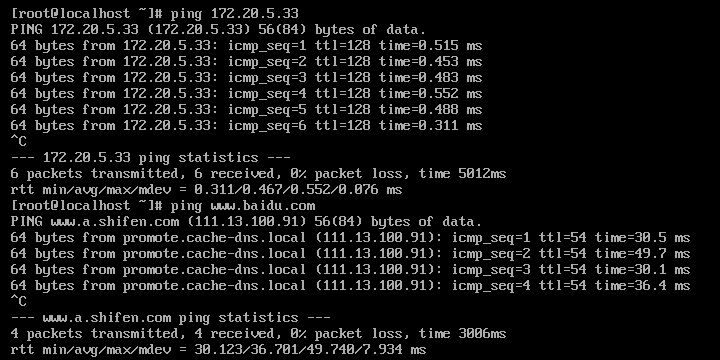 [root@localhost ~]# ping 172.20.5.33
PING 172.20.5.33 (172.20.5.33) 56(84) bytes of data.
64 bytes from 172.20.5.33: icmp_seq=1 ttl=128 time=0.515 ms
64 bytes from 172.20.5.33: icmp_seq=2 ttl=128 time=0.453 ms
64 bytes from 172.20.5.33: icmp_seq=3 ttl=128 time=0.483 ms
64 bytes from 172.20.5.33: icmp_seq=4 ttl=128 time=0.552 ms
64 bytes from 172.20.5.33: icmp_seq=5 ttl=128 time=0.488 ms
64 bytes from 172.20.5.33: icmp_seq=6 ttl=128 time=0.311 ms
^C
--- 172.20.5.33 ping statistics ---
6 packets transmitted, 6 received, 0% packet loss, time 5012ms
rtt min/avg/max/mdev = 0.311/0.467/0.552/0.076 ms
[root@localhost ~]# ping www.baidu.com
PING www.a.shifen.com (111.13.100.91) 56(84) bytes of data.
64 bytes from promote.cache-dns.local (111.13.100.91): icmp_seq=1 ttl=54 time=30.5 ms
64 bytes from promote.cache-dns.local (111.13.100.91): icmp_seq=2 ttl=54 time=49.7 ms
64 bytes from promote.cache-dns.local (111.13.100.91): icmp_seq=3 ttl=54 time=30.1 ms
64 bytes from promote.cache-dns.local (111.13.100.91): icmp_seq=4 ttl=54 time=36.4 ms
^C
--- www.a.shifen.com ping statistics ---
4 packets transmitted, 4 received, 0% packet loss, time 3006ms
rtt min/avg/max/mdev = 30.123/36.701/49.740/7.934 ms